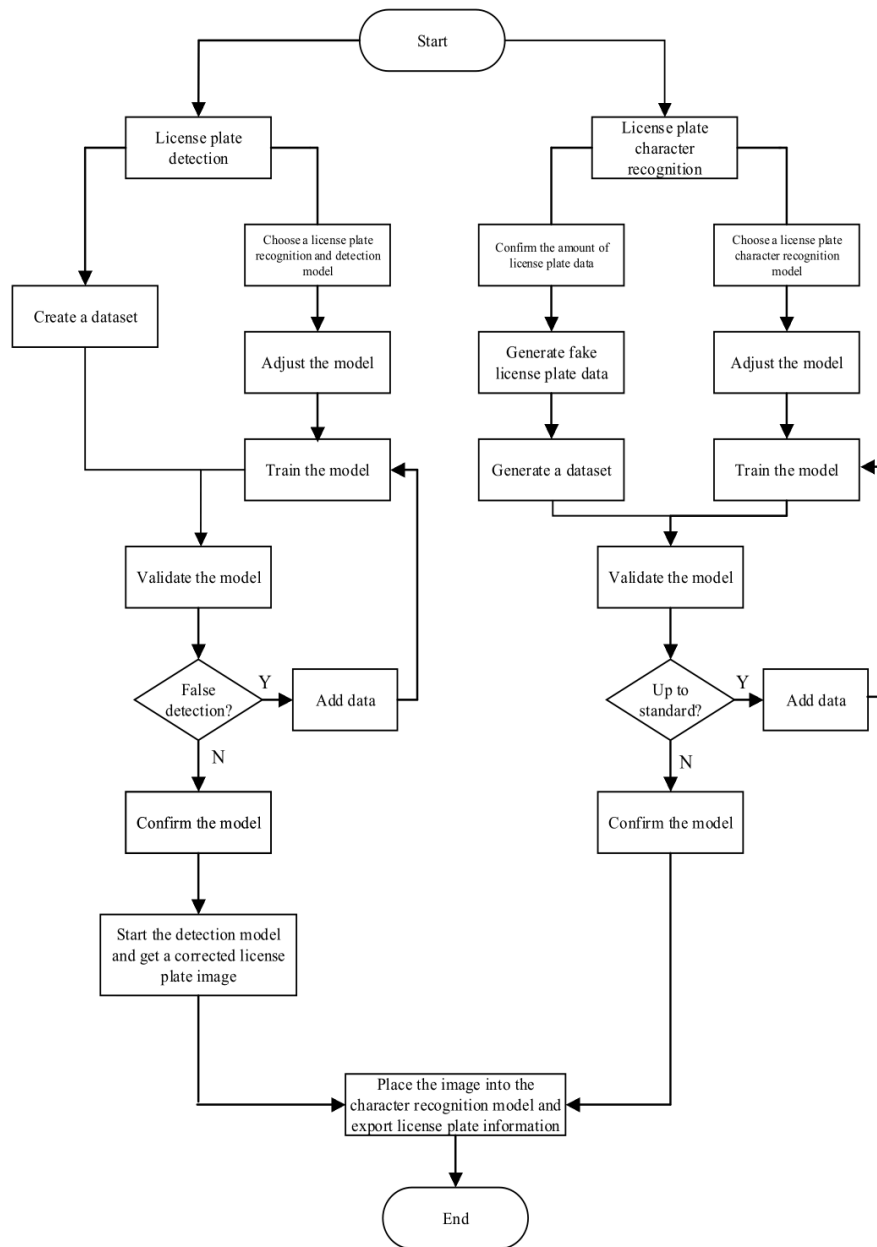 Start
License plate
detection
License plate
character
recognition
Choose a license plate
recognition and detection
model
Confirm the amount of
license plate data
Choose a license plate
character recognition
model
Create a dataset
Adjust the model
Generate fake
license plate data
Adjust the model
Train the model
Generate a dataset
Train the model
Validate the model
Validate the model
False
detection?
Y
Add data
Up to
standard?
Y
Add data
N
N
Confirm the model
Confirm the model
Start the detection model
and get a corrected license
plate image
Place the image into the
character recognition model and
export license plate information
End